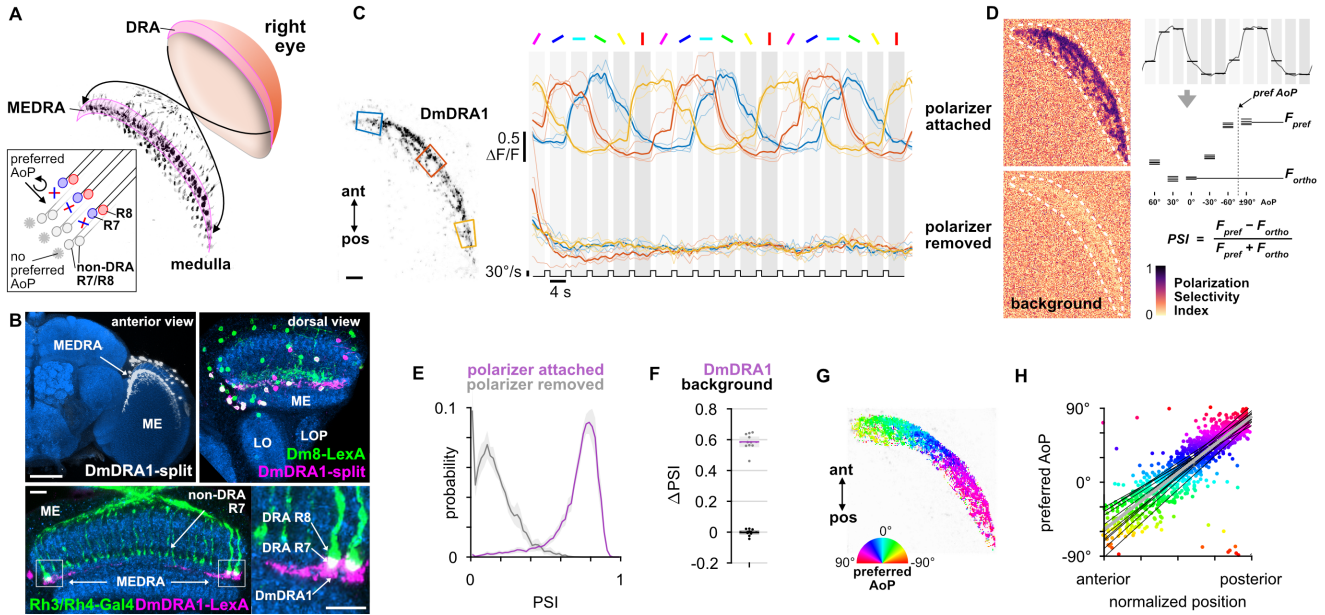 A
DRA
right
eye
MEDRA
preferred
AoP
R8
R7
no
preferred
AoP
non-DRA
R7/R8
medulla
B
anterior view
MEDRA
ME
DmDRA1-split
dorsal view
ME
LO
LOP
Dm8-LexA
DmDRA1-split
ME
non-DRA
R7
MEDRA
Rh3/Rh4-Gal4 DmDRA1-LexA
DRA R8
DRA R7
DmDRA1
C
DmDRA1
ant
pos
0.5
ΔF/F
30°/s
4 s
polarizer
attached
polarizer
removed
D
background
pref AoP
Fpref
Fortho
60° 30° 0° -30° -60° ±90° AoP
PSI = Fpref − Fortho
Fpref + Fortho
1
0
Polarization
Selectivity
Index
E
polarizer attached
polarizer removed
0.1
probability
0
0 1
PSI
F
DmDRA1
background
0.8
0.6
0.4
0.2
0
-0.2
ΔPSI
G
ant
pos
0°
90° -90°
preferred
AoP
H
90°
0°
-90°
preferred AoP
anterior posterior
normalized position